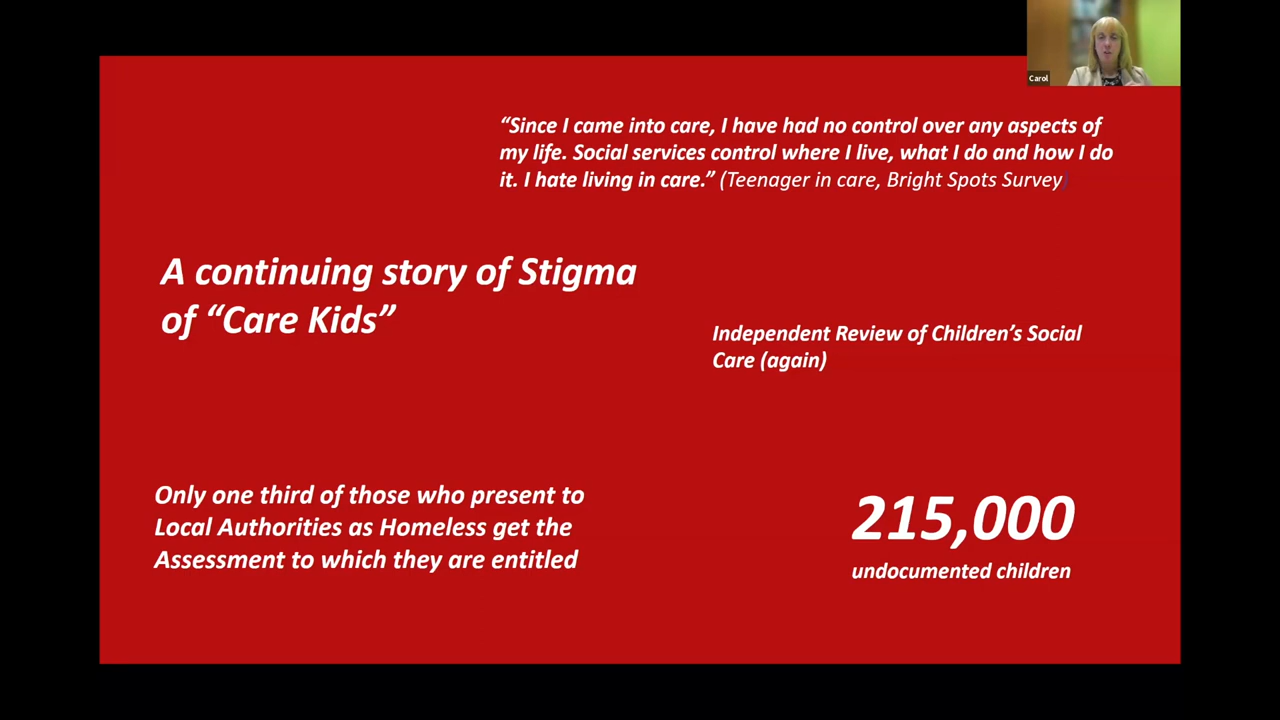 Carol
“Since I came into care, I have had no control over any aspects of
my life. Social services control where I live, what I do and how I do
it. I hate living in care.” (Teenager in care, Bright Spots Survey)
A continuing story of Stigma
of “Care Kids”
Independent Review of Children’s Social
Care (again)
Only one third of those who present to
Local Authorities as Homeless get the
Assessment to which they are entitled
215,000
undocumented children